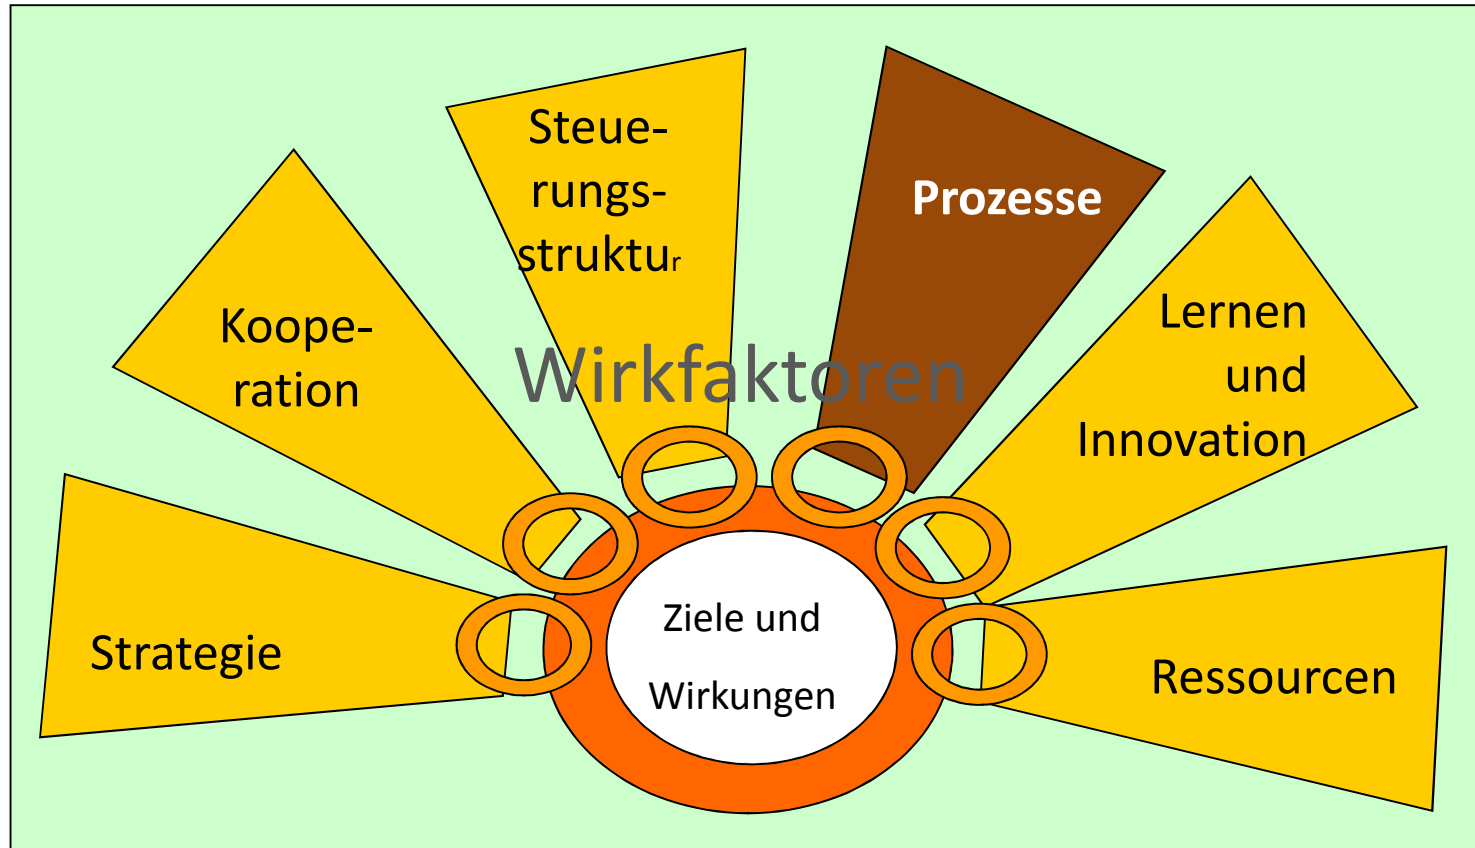 Steue-
rungs-
struktur
Prozesse
Koope-
ration
Lernen
und
Innovation
Wirkfaktoren
Strategie
Ziele und
Wirkungen
Ressourcen